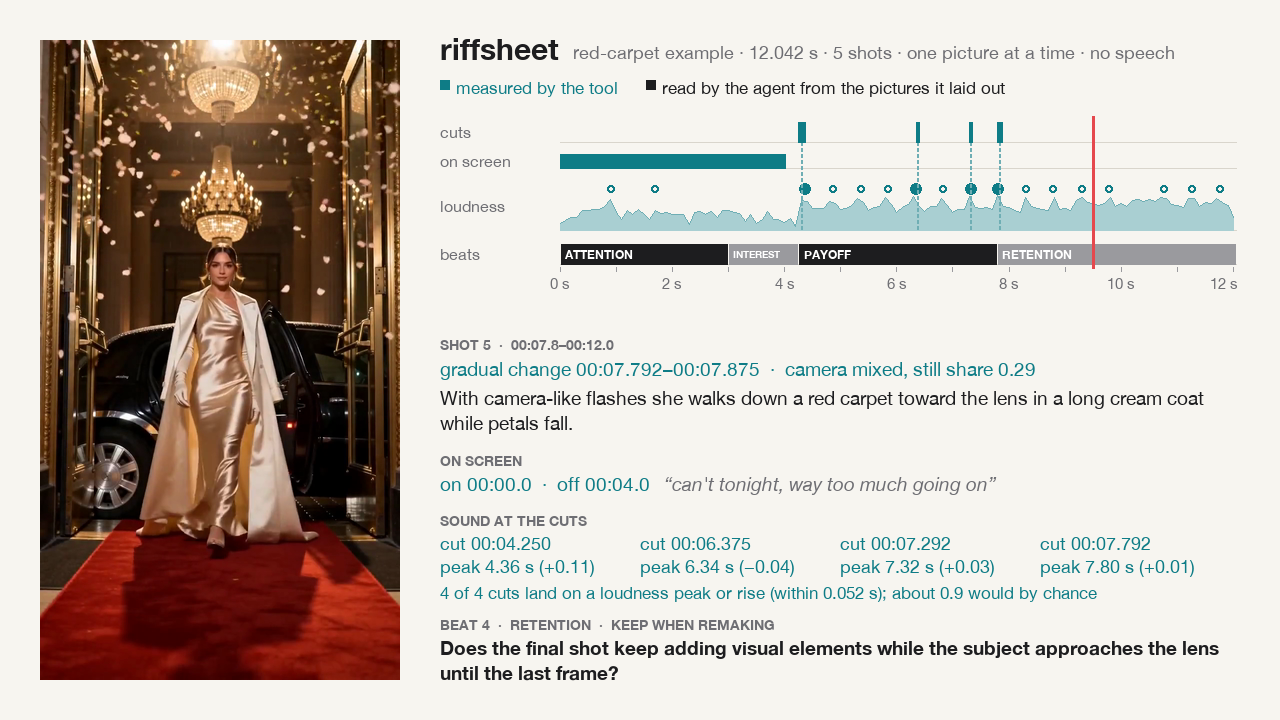 riffsheet red-carpet example · 12.042 s · 5 shots · one picture at a time · no speech
measured by the tool read by the agent from the pictures it laid out
cuts
on screen
loudness
beats ATTENTION INTEREST PAYOFF RETENTION
0 s 2 s 4 s 6 s 8 s 10 s 12 s
SHOT 5 · 00:07.8–00:12.0
gradual change 00:07.792–00:07.875 · camera mixed, still share 0.29
With camera-like flashes she walks down a red carpet toward the lens in a long cream coat
while petals fall.
ON SCREEN
on 00:00.0 · off 00:04.0 “can't tonight, way too much going on”
SOUND AT THE CUTS
cut 00:04.250 cut 00:06.375 cut 00:07.292 cut 00:07.792
peak 4.36 s (+0.11) peak 6.34 s (−0.04) peak 7.32 s (+0.03) peak 7.80 s (+0.01)
4 of 4 cuts land on a loudness peak or rise (within 0.052 s); about 0.9 would by chance
BEAT 4 · RETENTION · KEEP WHEN REMAKING
Does the final shot keep adding visual elements while the subject approaches the lens
until the last frame?